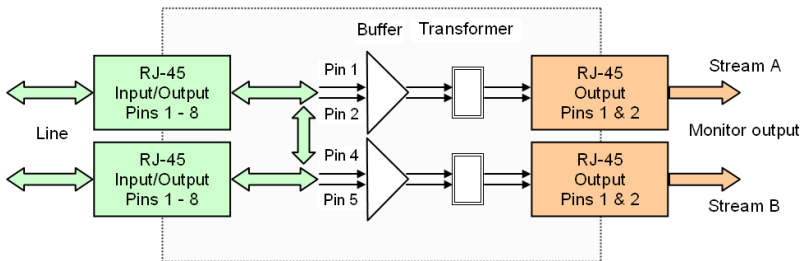 Buffer
Transformer
RJ-45
Input/Output
Pins 1 - 8
Pin 1
Pin 2
RJ-45
Output
Pins 1 & 2
Stream A
Line
Monitor output
RJ-45
Input/Output
Pins 1 - 8
Pin 4
Pin 5
RJ-45
Output
Pins 1 & 2
Stream B